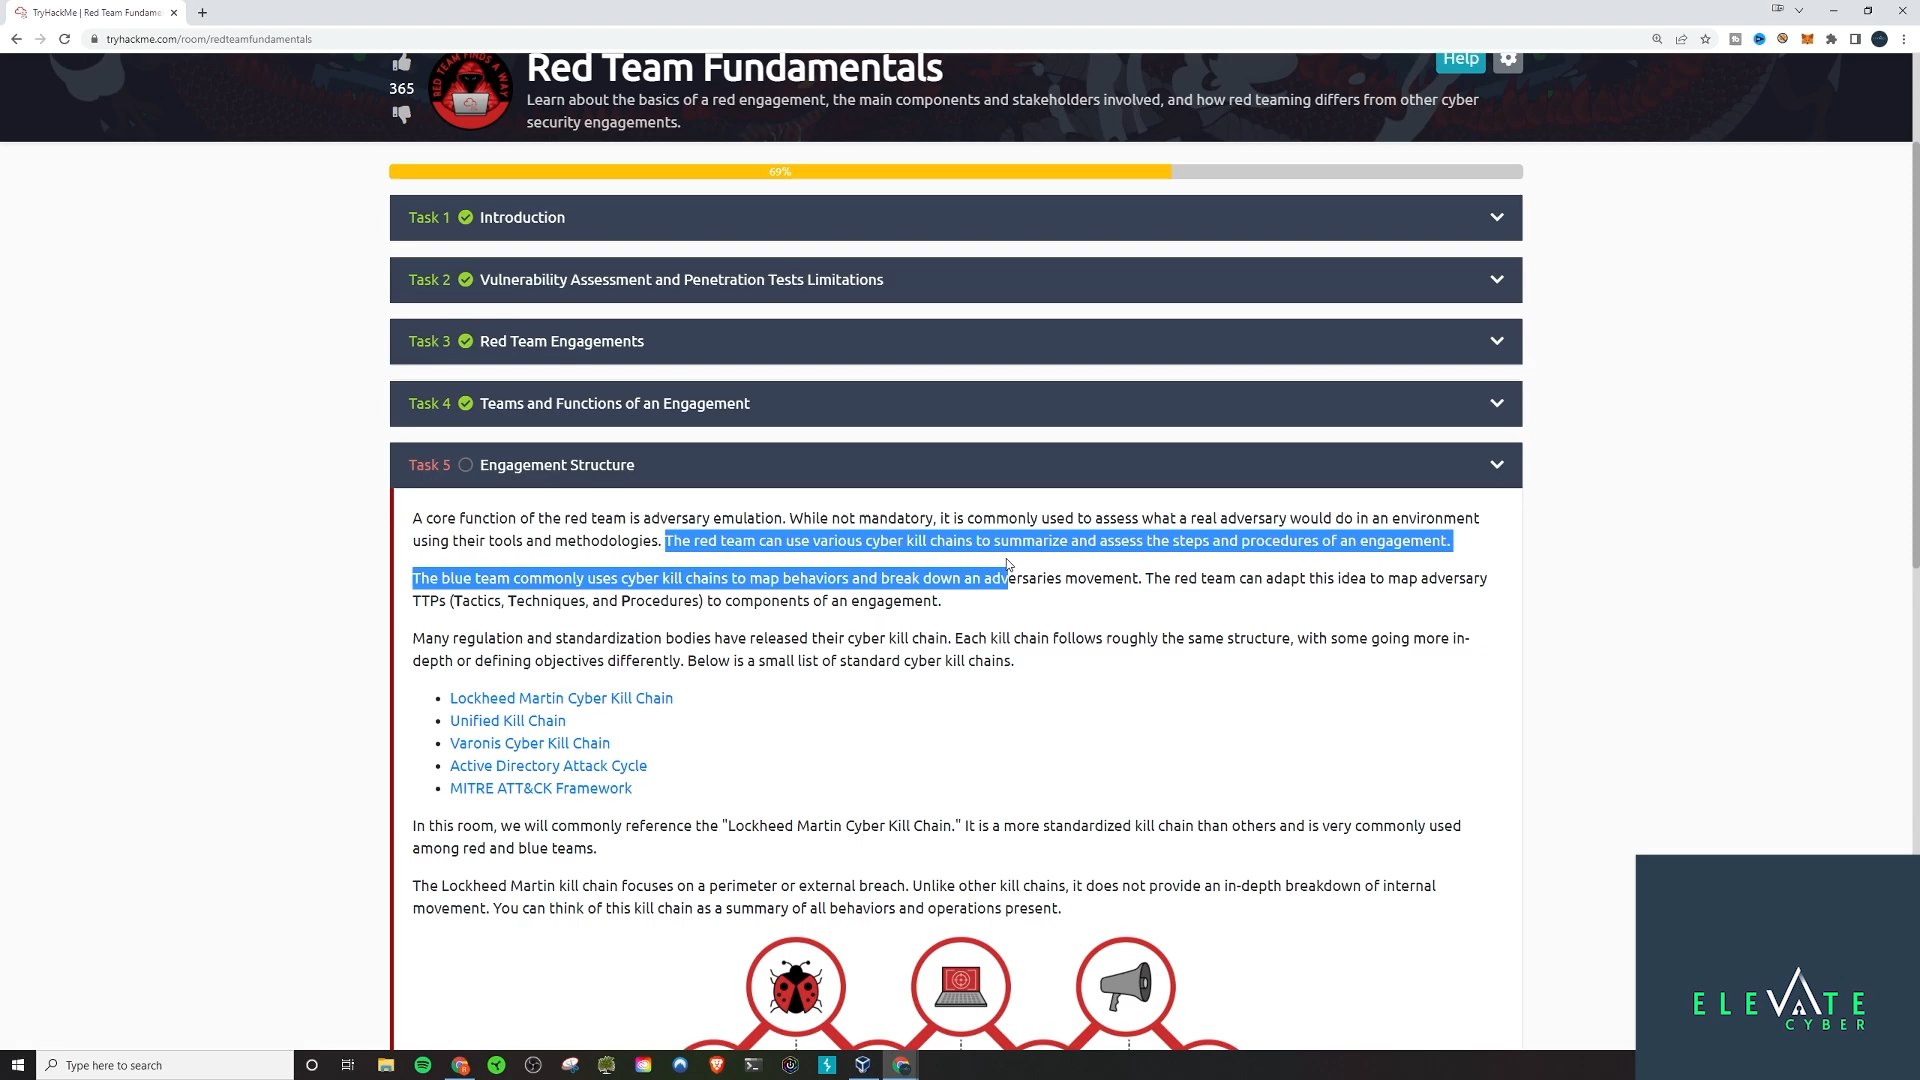 TryHackMe | Red Team Fundame
tryhackme.com/room/redteamfundamentals
365
RED TEAM FINDS A WAY
Red Team Fundamentals
Help
Learn about the basics of a red engagement, the main components and stakeholders involved, and how red teaming differs from other cyber
security engagements.
69%
Task 1 Introduction
Task 2 Vulnerability Assessment and Penetration Tests Limitations
Task 3 Red Team Engagements
Task 4 Teams and Functions of an Engagement
Task 5 Engagement Structure
A core function of the red team is adversary emulation. While not mandatory, it is commonly used to assess what a real adversary would do in an environment
using their tools and methodologies. The red team can use various cyber kill chains to summarize and assess the steps and procedures of an engagement.
The blue team commonly uses cyber kill chains to map behaviors and break down an adversaries movement. The red team can adapt this idea to map adversary
TTPs (Tactics, Techniques, and Procedures) to components of an engagement.
Many regulation and standardization bodies have released their cyber kill chain. Each kill chain follows roughly the same structure, with some going more in-
depth or defining objectives differently. Below is a small list of standard cyber kill chains.
• Lockheed Martin Cyber Kill Chain
• Unified Kill Chain
• Varonis Cyber Kill Chain
• Active Directory Attack Cycle
• MITRE ATT&CK Framework
In this room, we will commonly reference the "Lockheed Martin Cyber Kill Chain." It is a more standardized kill chain than others and is very commonly used
among red and blue teams.
The Lockheed Martin kill chain focuses on a perimeter or external breach. Unlike other kill chains, it does not provide an in-depth breakdown of internal
movement. You can think of this kill chain as a summary of all behaviors and operations present.
ELEVATE
CYBER
Type here to search